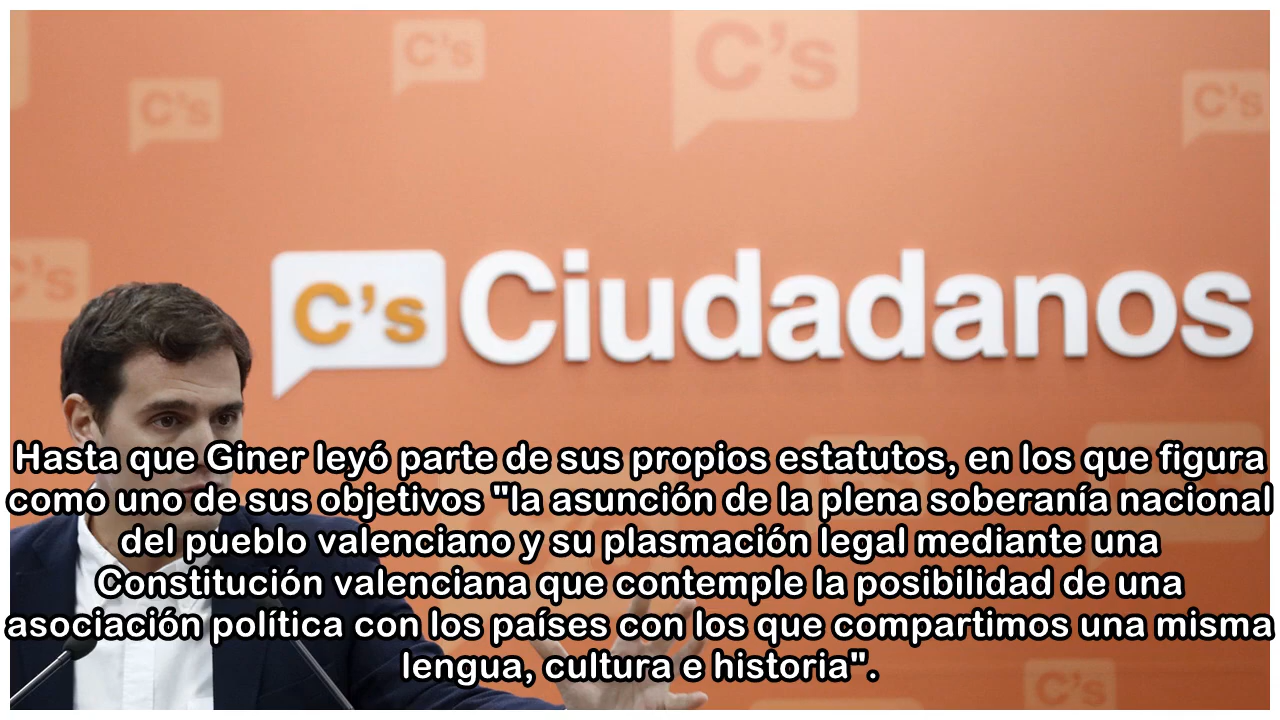 C's
C's
C's
C's
C's
C's Ciudadanos
Hasta que Giner leyó parte de sus propios estatutos, en los que figura
como uno de sus objetivos "la asunción de la plena soberanía nacional
del pueblo valenciano y su plasmación legal mediante una
Constitución valenciana que contemple la posibilidad de una
asociación política con los países con los que compartimos una misma
lengua, cultura e historia".
C's